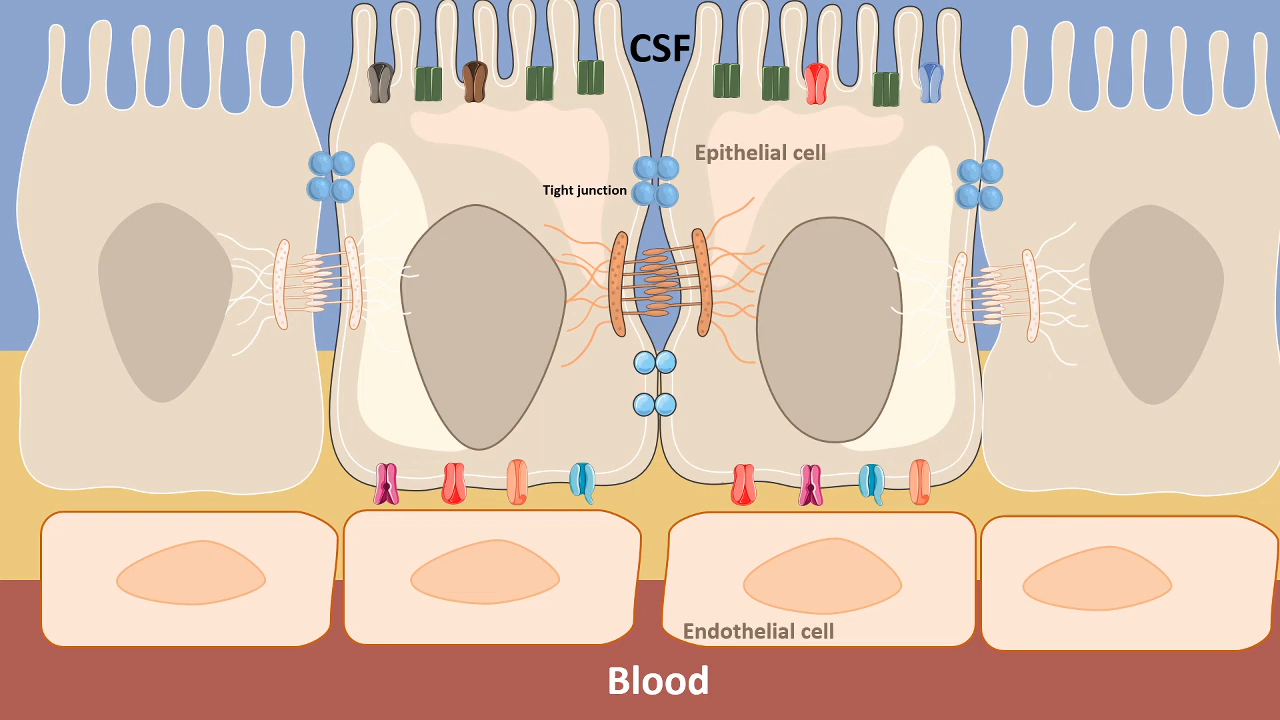 CSF
Epithelial cell
Tight junction
Endothelial cell
Blood